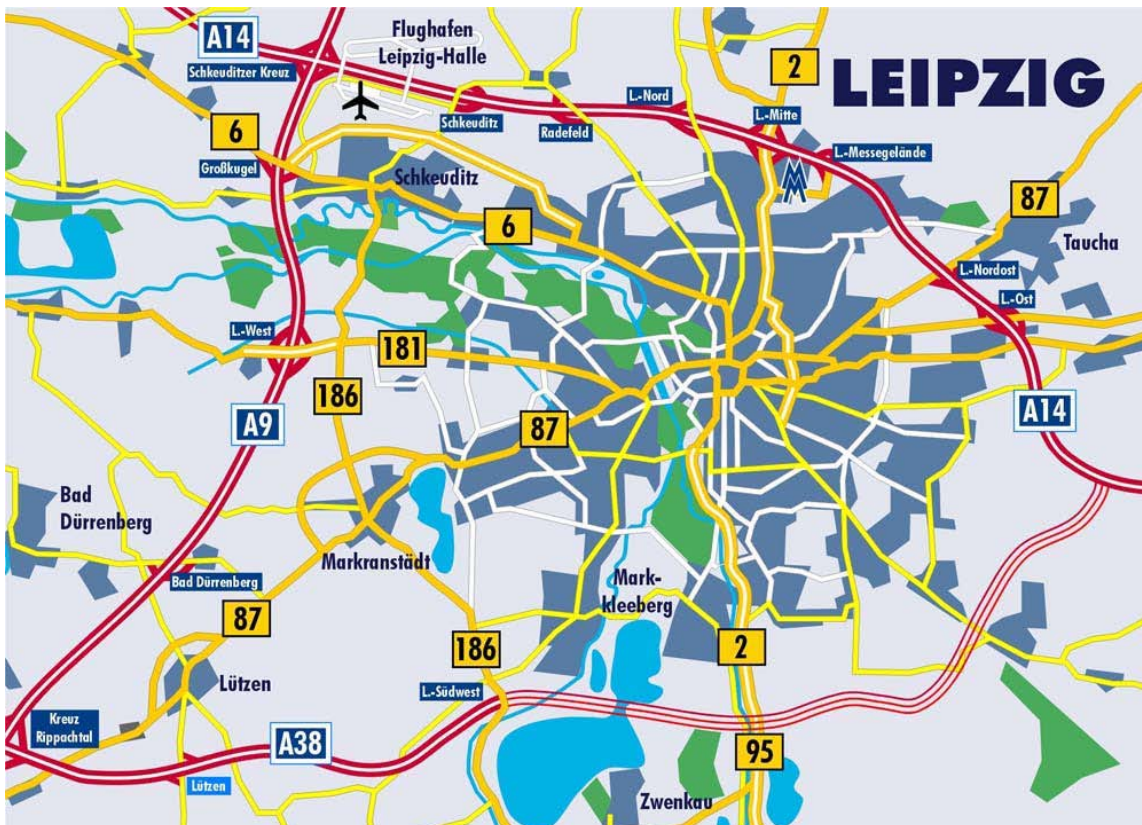 A14
Flughafen
Leipzig-Halle
2
LEIPZIG
Schkeuditzer Kreuz
L.-Nord
L.-Mitte
Schkeuditz
Radefeld
6
L.-Messegelände
Großkugel
Schkeuditz
MM
87
6
Taucha
L.-Nordost
L.-Ost
L.-West
181
186
A9
87
A14
Bad
Dürrenberg
Markranstädt
Bad Dürrenberg
Mark-
kleeberg
87
186
2
Lützen
L.-Südwest
Kreuz
Rippachtal
A38
95
Lützen
Zwenkau